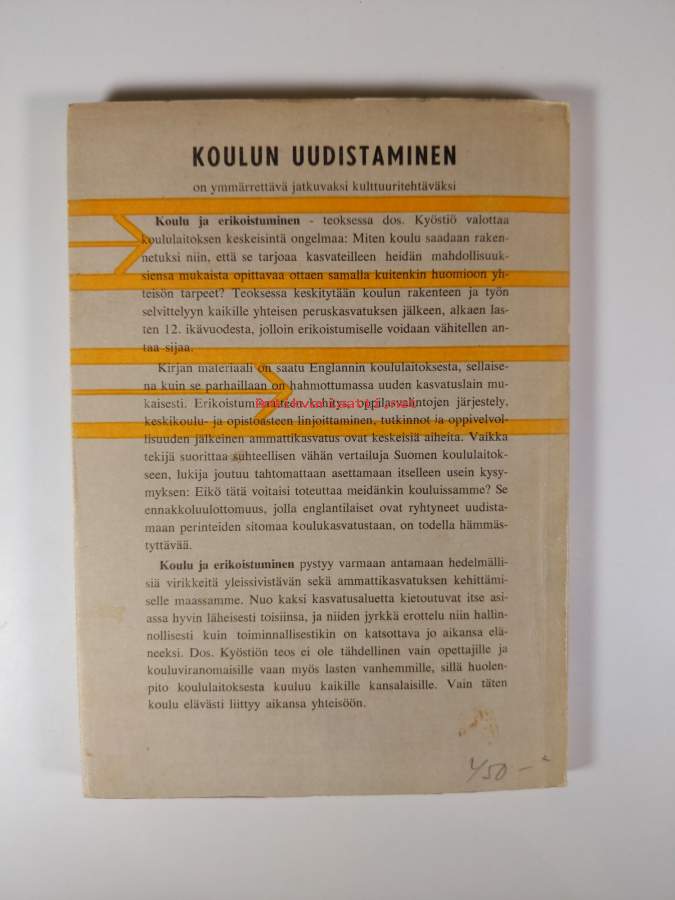 KOULUN UUDISTAMINEN
on ymmärrettävä jatkuvaksi kulttuuritehtäväksi
Koulu ja erikoistuminen - teoksessa dos. Kyöstiö valottaa
koululaitoksen keskeisintä ongelmaa: Miten koulu saadaan raken-
netuksi niin, että se tarjoaa kasvateilleen heidän mahdollisuuk-
siensa mukaista opittavaa ottaen samalla kuitenkin huomioon yh-
teisön tarpeet? Teoksessa keskitytään koulun rakenteen ja työn
selvittelyyn kaikille yhteisen peruskasvatuksen jälkeen, alkaen las-
ten 12. ikävuodesta, jolloin erikoistumiselle voidaan vähitellen an-
taa sijaa.
Kirjan materiaali on saatu Englannin koululaitoksesta, sellaise-
na kuin se parhaillaan on hahmottumassa uuden kasvatuslain mu-
kaisesti. Erikoistumisaatteen kehitys, oppilasvalintojen järjestely,
keskikoulu- ja opistoasteen linjoittaminen, tutkinnot ja oppivelvol-
lisuuden jälkeinen ammattikasvatus ovat keskeisiä aiheita. Vaikka
tekijä suorittaa suhteellisen vähän vertailuja Suomen koululaitok-
seen, lukija joutuu tahtomattaan asettamaan itselleen usein kysy-
myksen: Eikö tätä voitaisi toteuttaa meidänkin kouluissamme? Se
ennakkoluulottomuus, jolla englantilaiset ovat ryhtyneet uudista-
maan perinteiden sitomaa koulukasvatustaan, on todella hämmäs-
tyttävää.
Koulu ja erikoistuminen pystyy varmaan antamaan hedelmälli-
siä virikkeitä yleissivistävän sekä ammattikasvatuksen kehittämi-
selle maassamme. Nuo kaksi kasvatusaluetta kietoutuvat itse asi-
assa hyvin läheisesti toisiinsa, ja niiden jyrkkä erottelu niin hallin-
nollisesti kuin toiminnallisestikin on katsottava jo aikansa elä-
neeksi. Dos. Kyöstiön teos ei ole tähdellinen vain opettajille ja
kouluviranomaisille vaan myös lasten vanhemmille, sillä huolen-
pito koululaitoksesta kuuluu kaikille kansalaisille. Vain täten
koulu elävästi liittyy aikansa yhteisöön.
450 –